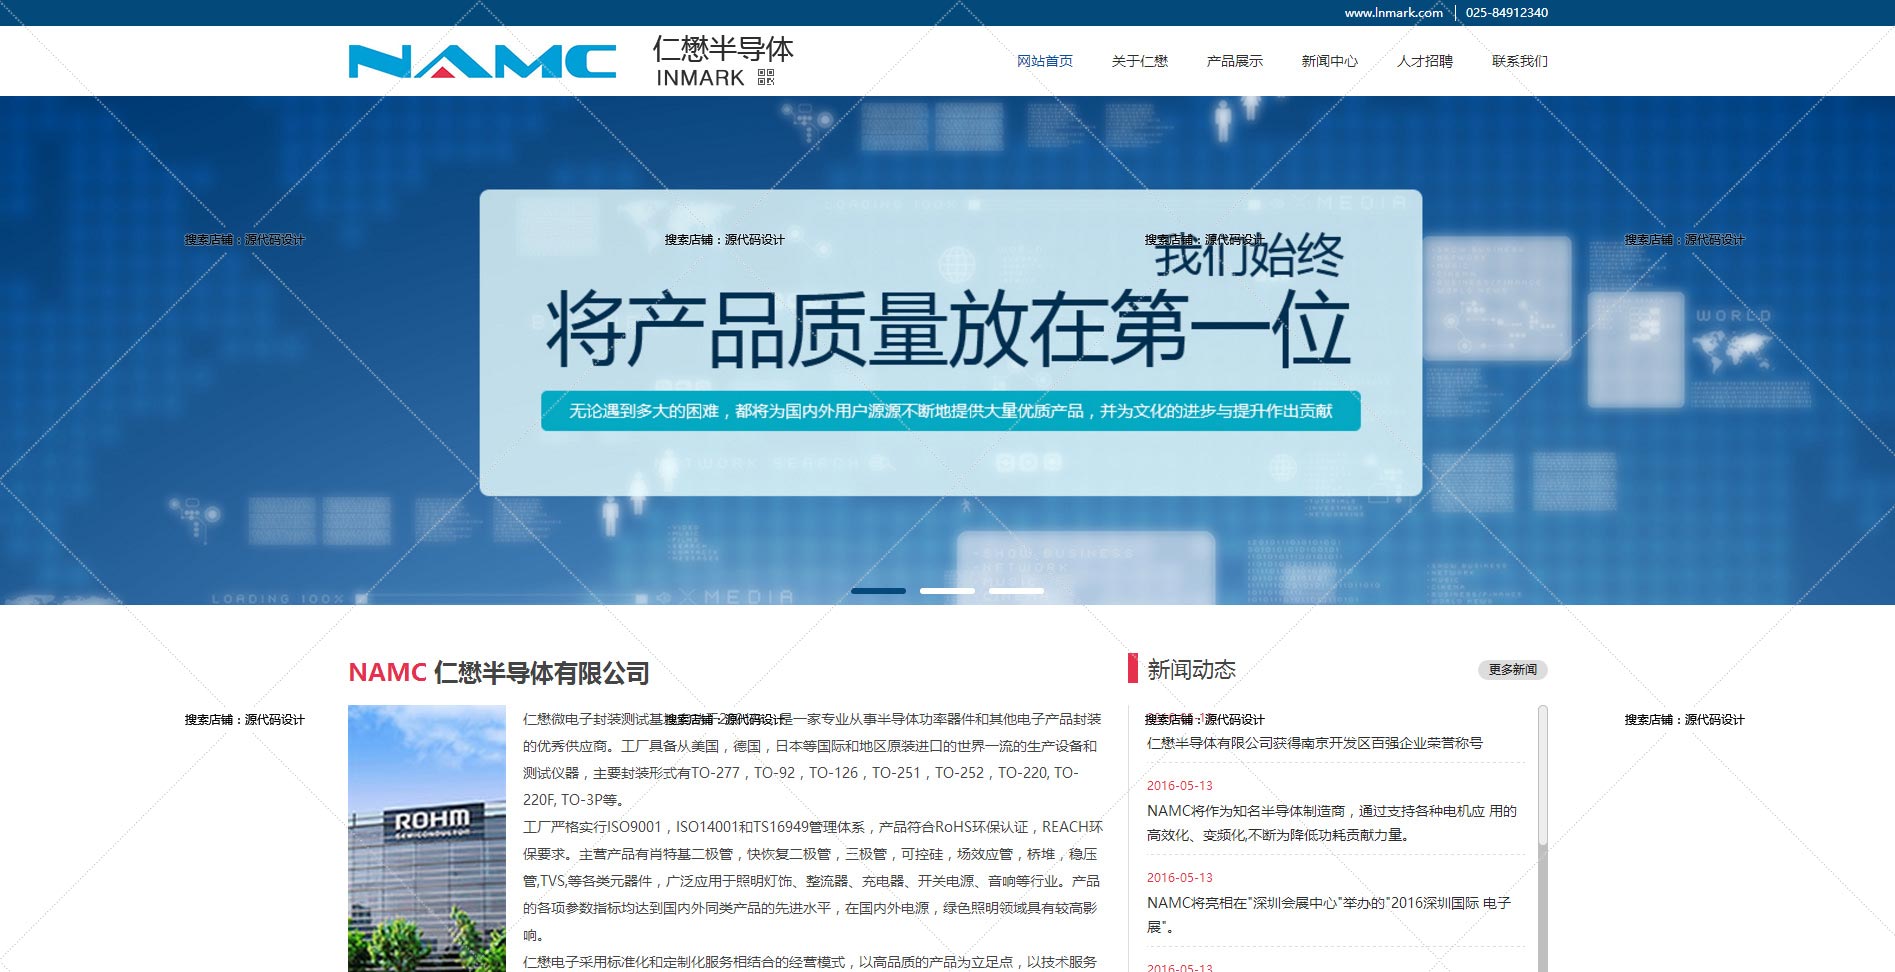 www.lnmark.com
025-84912340
NAMC
仁懋半导体
INMARK
网站首页
关于仁懋
产品展示
新闻中心
人才招聘
联系我们
X MEDIA
搜索店铺：源代码设计
搜索店铺：源代码设计
搜索店铺：源代码设计
搜索店铺：源代码设计
我们始终
将产品质量放在第一位
WORLD
无论遇到多大的困难，都将为国内外用户源源不断地提供大量优质产品，并为文化的进步与提升作出贡献
NETWORK SEARCH
-SHOW BUSINESS
-NETWORK
-MUSIC
LOADING 100%
X MEDIA
NAMC 仁懋半导体有限公司
新闻动态
更多新闻
搜索店铺：源代码设计
搜索店铺：源代码设计
搜索店铺：源代码设计
搜索店铺：源代码设计
仁懋微电子封装测试基 是一家专业从事半导体功率器件和其他电子产品封装
的优秀供应商。工厂具备从美国，德国，日本等国际和地区原装进口的世界一流的生产设备和
测试仪器，主要封装形式有TO-277，TO-92，TO-126，TO-251，TO-252，TO-220, TO-
220F, TO-3P等。
工厂严格实行ISO9001，ISO14001和TS16949管理体系，产品符合RoHS环保认证，REACH环
保要求。主营产品有肖特基二极管，快恢复二极管，三极管，可控硅，场效应管，桥堆，稳压
管,TVS,等各类元器件，广泛应用于照明灯饰、整流器、充电器、开关电源、音响等行业。产品
的各项参数指标均达到国内外同类产品的先进水平，在国内外电源，绿色照明领域具有较高影
响。
仁懋电子采用标准化和定制化服务相结合的经营模式，以高品质的产品为立足点，以技术服务
ROHM
SEMICONDUCTOR
仁懋半导体有限公司获得南京开发区百强企业荣誉称号
2016-05-13
NAMC将作为知名半导体制造商，通过支持各种电机应 用的
高效化、变频化,不断为降低功耗贡献力量。
2016-05-13
NAMC将亮相在"深圳会展中心"举办的"2016深圳国际 电子
展"。
2016-05-13